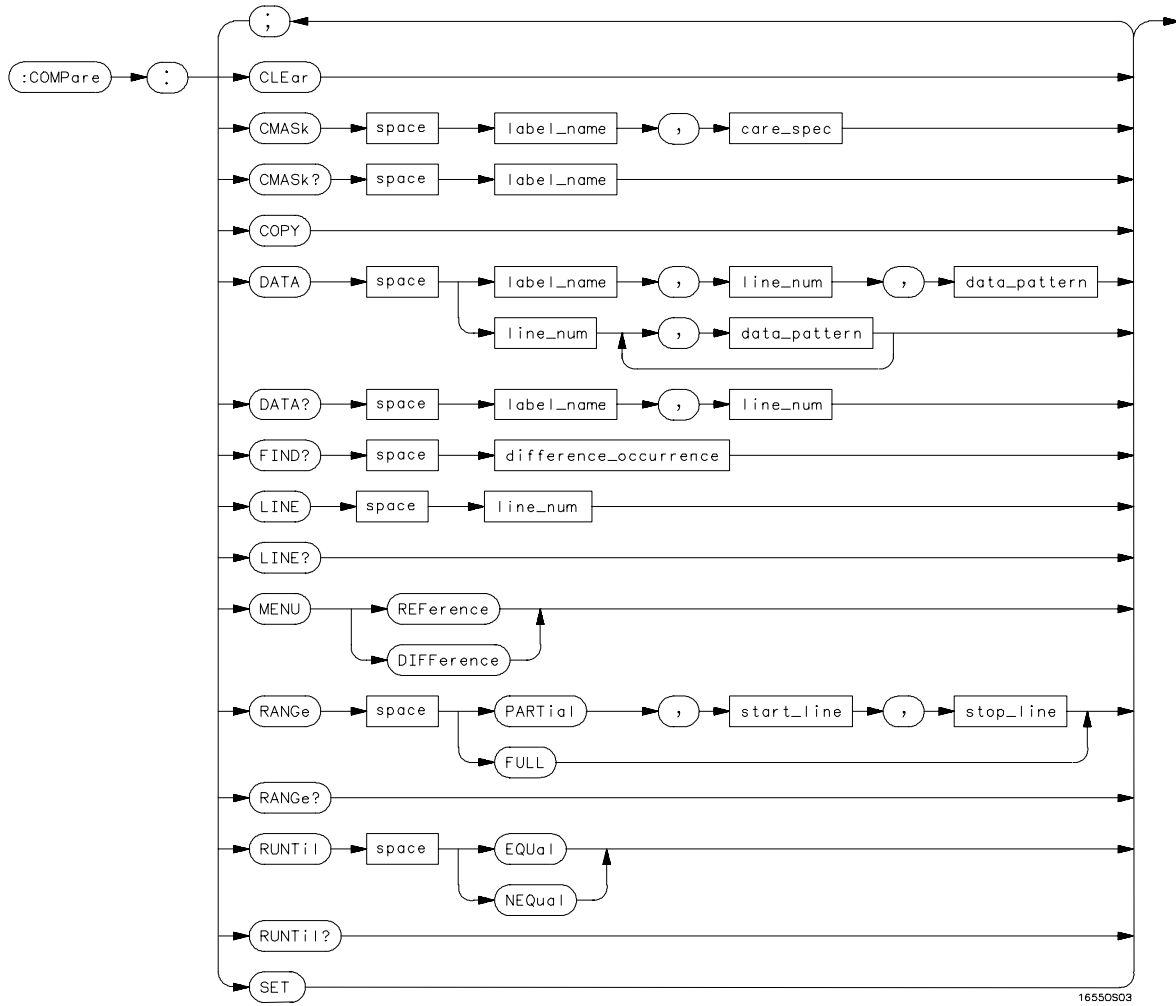 ;
:COMPare : CLEar
CMASk space label_name , care_spec
CMASk? space label_name
COPY
DATA space label_name , line_num , data_pattern
line_num , data_pattern
DATA? space label_name , line_num
FIND? space difference_occurrence
LINE space line_num
LINE?
MENU REFerence
DIFFerence
RANGe space PARTial , start_line , stop_line
FULL
RANGe?
RUNTil space EQUal
NEQual
RUNTil?
SET
16550S03